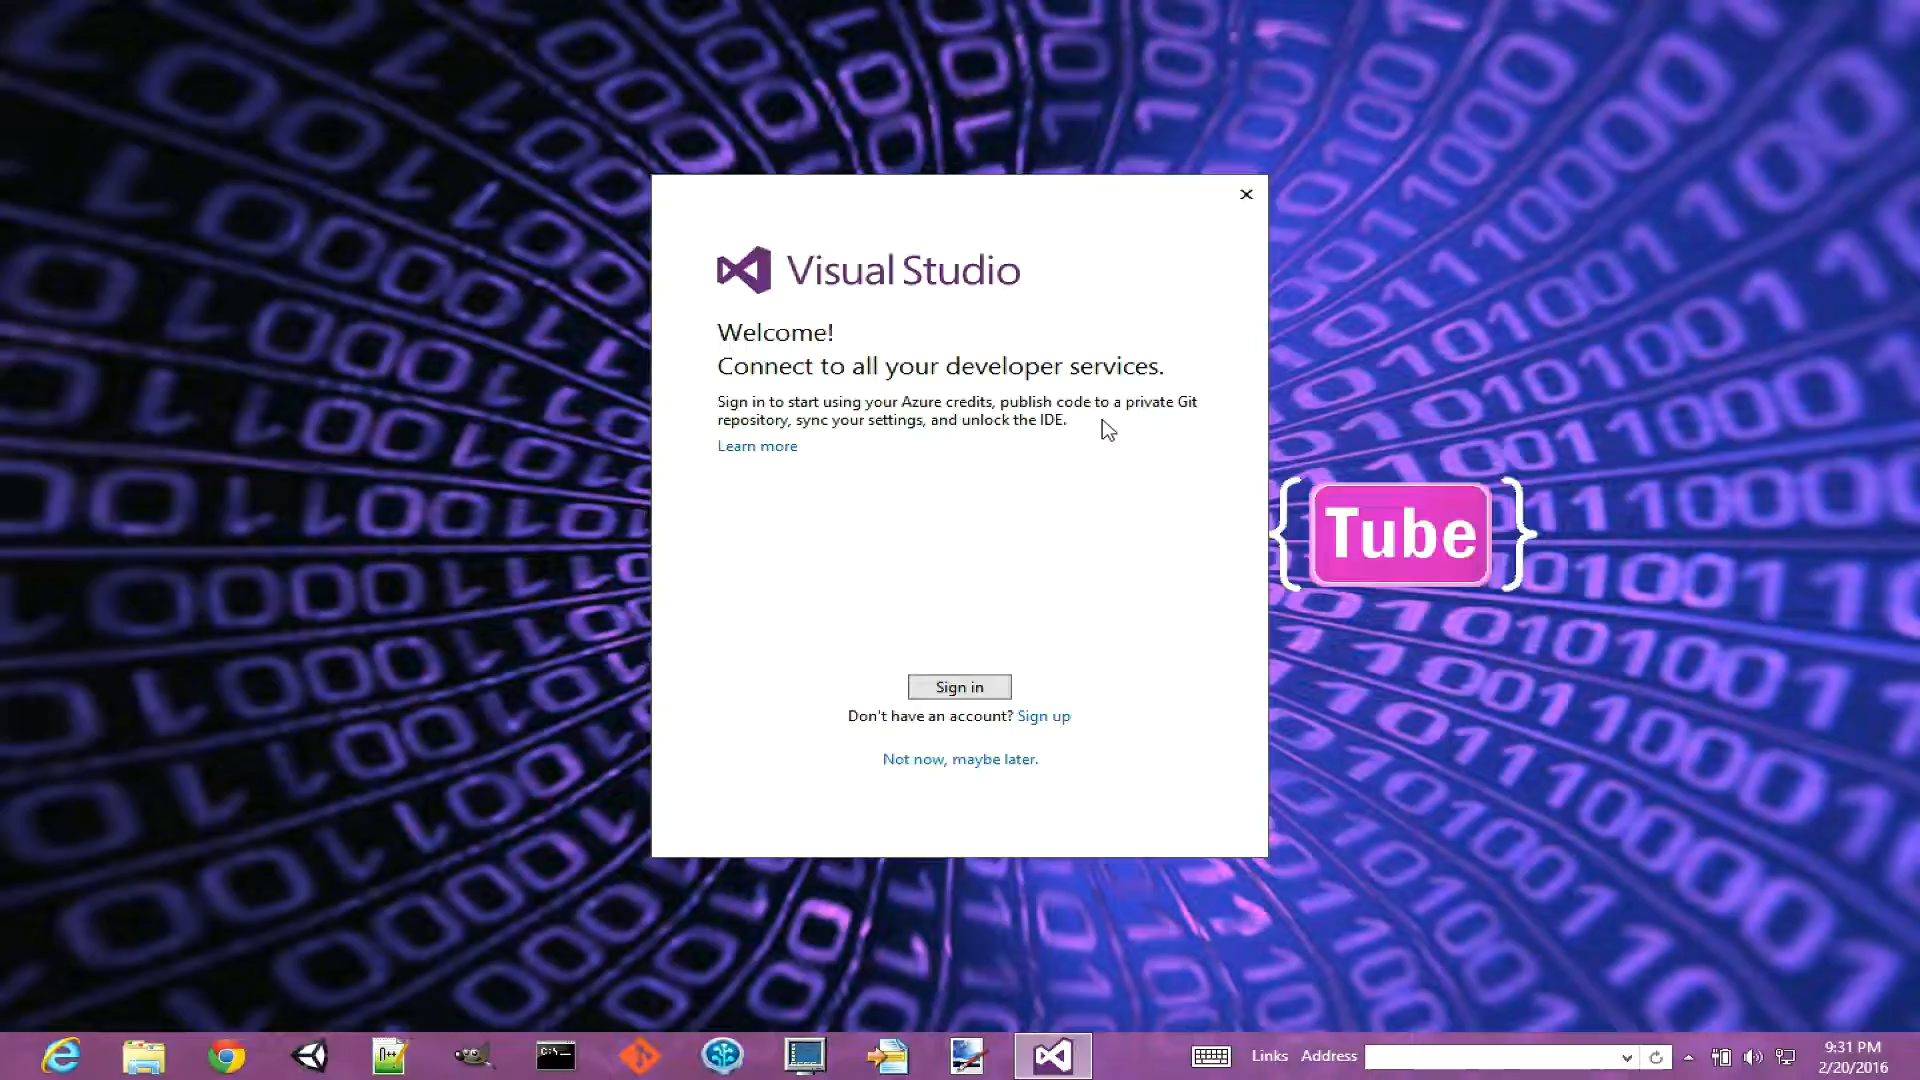 Visual Studio
Welcome!
Connect to all your developer services.
Sign in to start using your Azure credits, publish code to a private Git
repository, sync your settings, and unlock the IDE.
Learn more
{Tube}
Sign in
Don't have an account? Sign up
Not now, maybe later.
Links Address
9:31 PM
2/20/2016